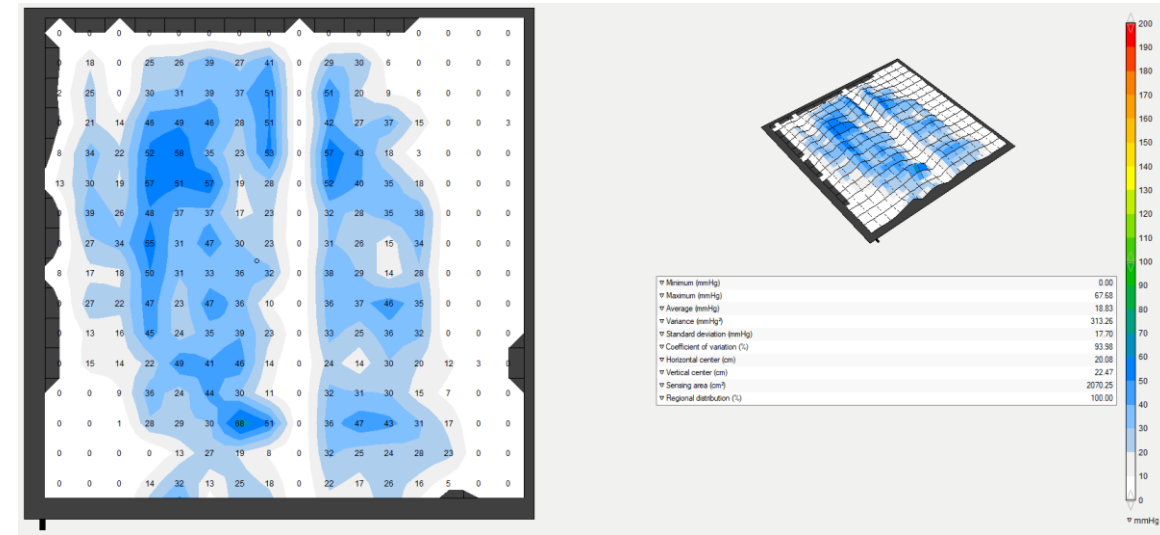 0 0 0 0 0 0 0 0 0 0 0 0 0 0 0 0
0 18 0 25 26 39 27 41 0 29 30 6 0 0 0 0
2 25 0 30 31 39 37 51 0 51 20 9 6 0 0 0
0 21 14 46 49 46 28 51 0 42 27 37 15 0 0 3
8 34 22 52 58 35 23 53 0 57 43 18 3 0 0 0
13 30 19 57 51 57 19 28 0 52 40 35 18 0 0 0
0 39 26 48 37 37 17 23 0 32 28 35 38 0 0 0
0 27 34 55 31 47 30 23 0 31 26 15 34 0 0 0
8 17 18 50 31 33 36 32 0 38 29 14 28 0 0 0
0 27 22 47 23 47 36 10 0 36 37 46 35 0 0 0
0 13 16 45 24 35 39 23 0 33 25 36 32 0 0 0
0 15 14 22 49 41 46 14 0 24 14 30 20 12 3 0
0 0 9 36 24 44 30 11 0 32 31 30 15 7 0 0
0 0 1 28 29 30 68 51 0 36 47 43 31 17 0 0
0 0 0 0 13 27 19 8 0 32 25 24 28 23 0 0
0 0 0 14 32 13 25 18 0 22 17 26 16 5 0 0
Minimum (mmHg) 0.00
Maximum (mmHg) 67.68
Average (mmHg) 18.83
Variance (mmHg²) 313.26
Standard deviation (mmHg) 17.70
Coefficient of variation (%) 93.98
Horizontal center (cm) 20.08
Vertical center (cm) 22.47
Sensing area (cm²) 2070.25
Regional distribution (%) 100.00
200
190
180
170
160
150
140
130
120
110
100
90
80
70
60
50
40
30
20
10
0
mmHg